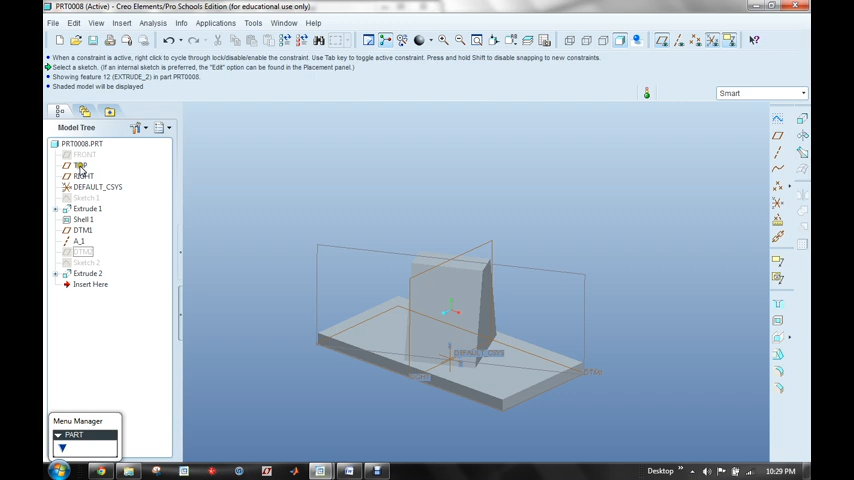 PRT0008 (Active) - Creo Elements/Pro Schools Edition (for educational use only)
File Edit View Insert Analysis Info Applications Tools Window Help
• When a constraint is active, right click to cycle through lock/disable/enable the constraint. Use Tab key to toggle active constraint. Press and hold Shift to disable snapping to new constraints.
Select a sketch. (If an internal sketch is preferred, the "Edit" option can be found in the Placement panel.)
• Showing feature 12 (EXTRUDE_2) in part PRT0008.
• Shaded model will be displayed
Smart
Model Tree
PRT0008.PRT
FRONT
TOP
RIGHT
DEFAULT_CSYS
Sketch 1
Extrude 1
Shell 1
DTM1
A_1
DTM2
Sketch 2
Extrude 2
Insert Here
Menu Manager
PART
Desktop
10:29 PM